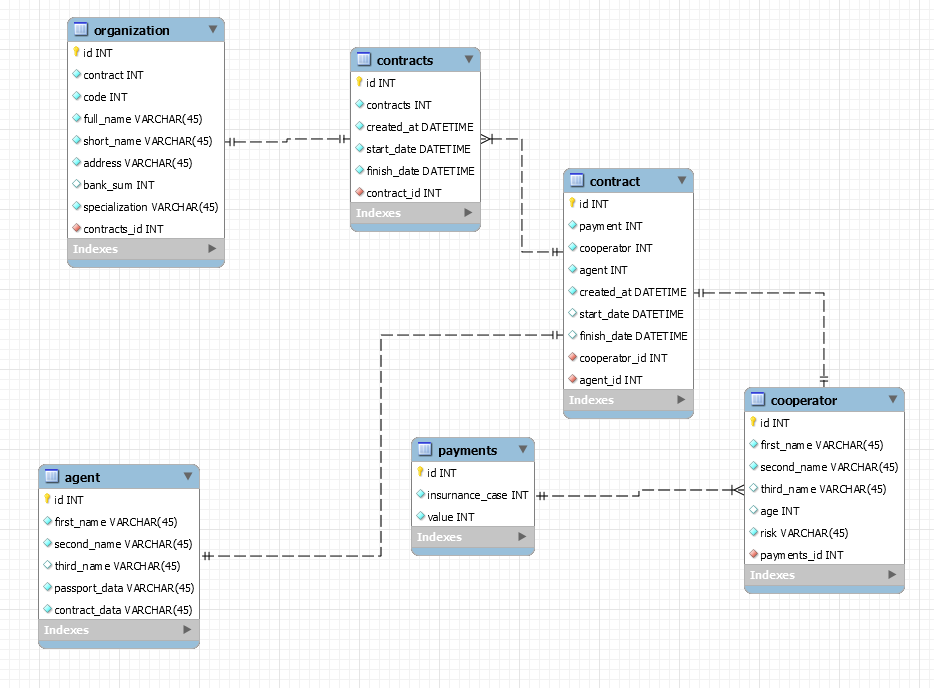 organization
id INT
contract INT
code INT
full_name VARCHAR(45)
short_name VARCHAR(45)
address VARCHAR(45)
bank_sum INT
specialization VARCHAR(45)
contracts_id INT
Indexes
contracts
id INT
contracts INT
created_at DATETIME
start_date DATETIME
finish_date DATETIME
contract_id INT
Indexes
contract
id INT
payment INT
cooperator INT
agent INT
created_at DATETIME
start_date DATETIME
finish_date DATETIME
cooperator_id INT
agent_id INT
Indexes
cooperator
id INT
first_name VARCHAR(45)
second_name VARCHAR(45)
third_name VARCHAR(45)
age INT
risk VARCHAR(45)
payments_id INT
Indexes
payments
id INT
insurnance_case INT
value INT
Indexes
agent
id INT
first_name VARCHAR(45)
second_name VARCHAR(45)
third_name VARCHAR(45)
passport_data VARCHAR(45)
contract_data VARCHAR(45)
Indexes